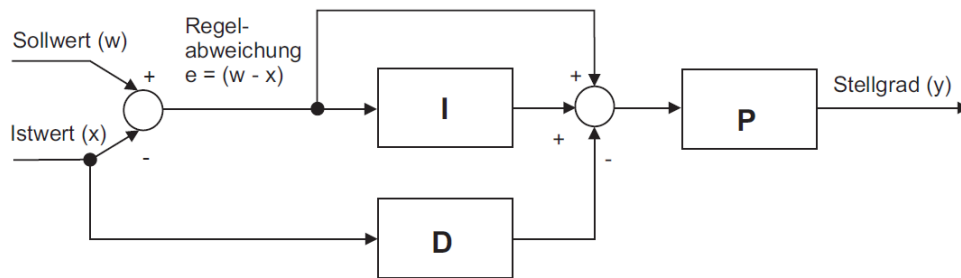 Sollwert (w)
+
Regel-
abweichung
e = (w - x)
Istwert (x)
-
I
D
+
+
-
P
Stellgrad (y)